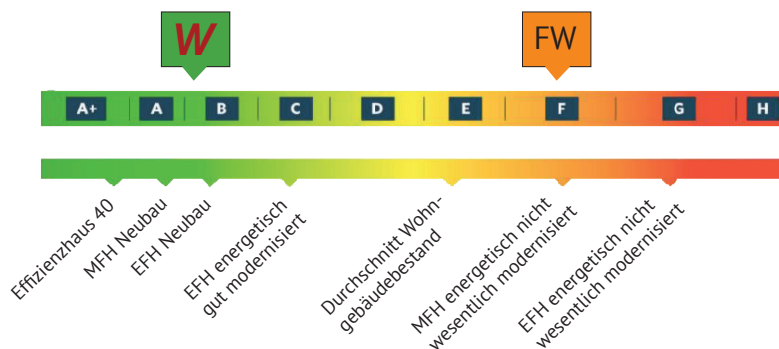 W
FW
A+ A B C D E F G H
Effizienzhaus 40
MFH Neubau
EFH Neubau
EFH energetisch
gut modernisiert
Durchschnitt Wohn-
gebäudebestand
MFH energetisch nicht
wesentlich modernisiert
EFH energetisch nicht
wesentlich modernisiert